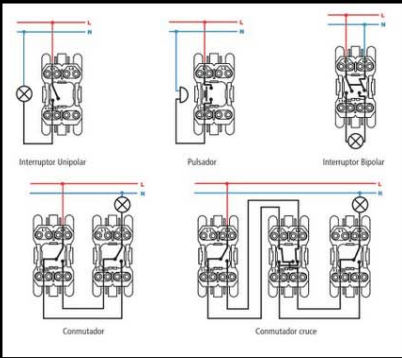 L
N
L
N
L
N
Interruptor Unipolar
Pulsador
Interruptor Bipolar
L
N
L
N
Conmutador
Conmutador cruce